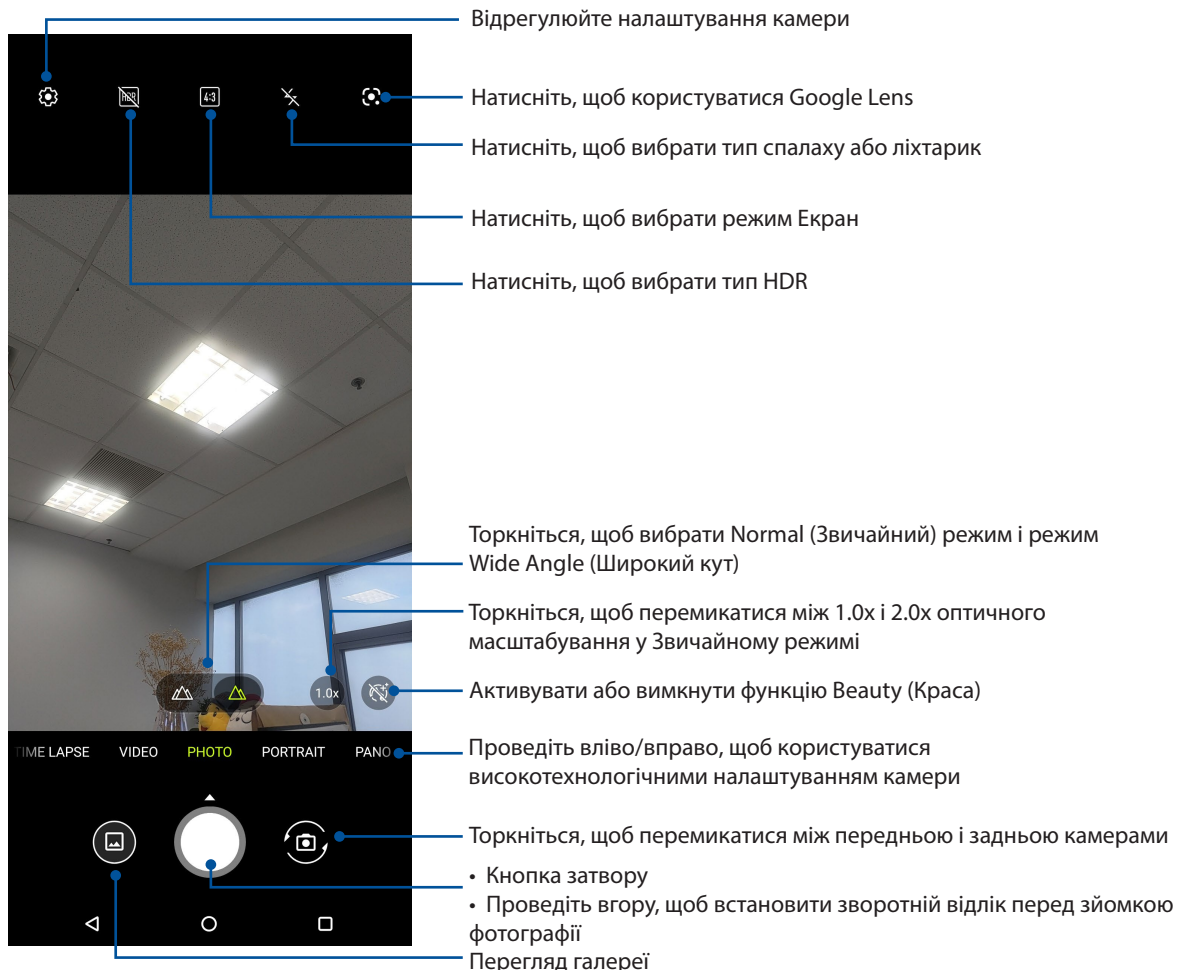 Відрегулюйте налаштування камери
HDR
4:3
Натисніть, щоб користуватися Google Lens
Натисніть, щоб вибрати тип спалаху або ліхтарик
Натисніть, щоб вибрати режим Екран
Натисніть, щоб вибрати тип HDR
Торкніться, щоб вибрати Normal (Звичайний) режим і режим
Wide Angle (Широкий кут)
Торкніться, щоб перемикатися між 1.0x і 2.0x оптичного
масштабування у Звичайному режимі
1.0x
Активувати або вимкнути функцію Beauty (Краса)
TIME LAPSE VIDEO PHOTO PORTRAIT PANO
Проведіть вліво/вправо, щоб користуватися
високотехнологічними налаштуванням камери
Торкніться, щоб перемикатися між передньою і задньою камерами
• Кнопка затвору
• Проведіть вгору, щоб встановити зворотній відлік перед зйомкою
фотографії
Перегляд галереї